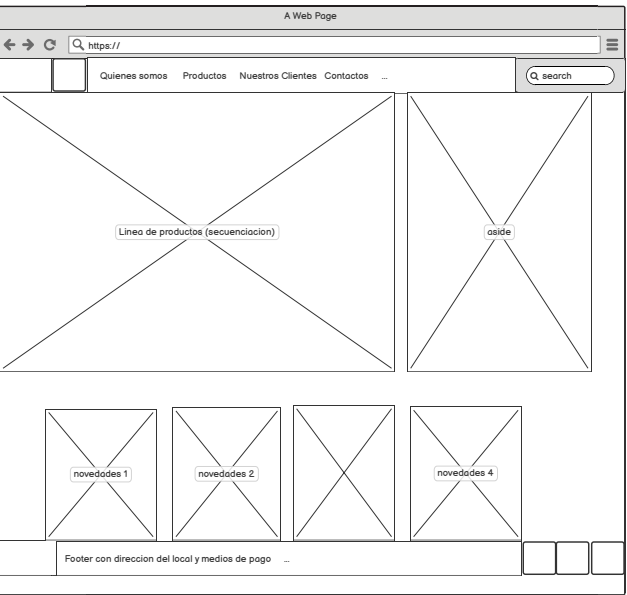 A Web Page
https://
Quienes somos Productos Nuestros Clientes Contactos ...
search
Linea de productos (secuenciacion)
aside
novedades 1
novedades 2
novedades 4
Footer con direccion del local y medios de pago ...